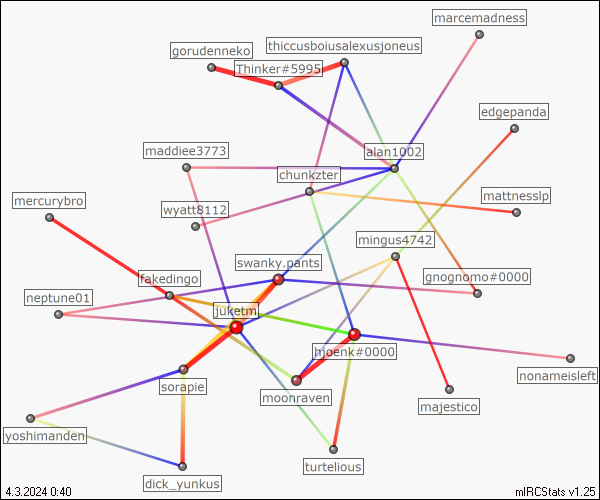 marcemadness
thiccusboiusalexusjoneus
gorudenneko
Thinker#5995
edgepanda
maddiee3773
alan1002
chunkzter
mercurybro
mattnesslp
wyatt8112
mingus4742
swanky.pants
fakedingo
gnognomo#0000
neptune01
juketm
hjoenk#0000
nonameisleft
sorapie
moonraven
majestico
yoshimanden
turtelious
dick_yunkus
4.3.2024 0:40
mIRCStats v1.25